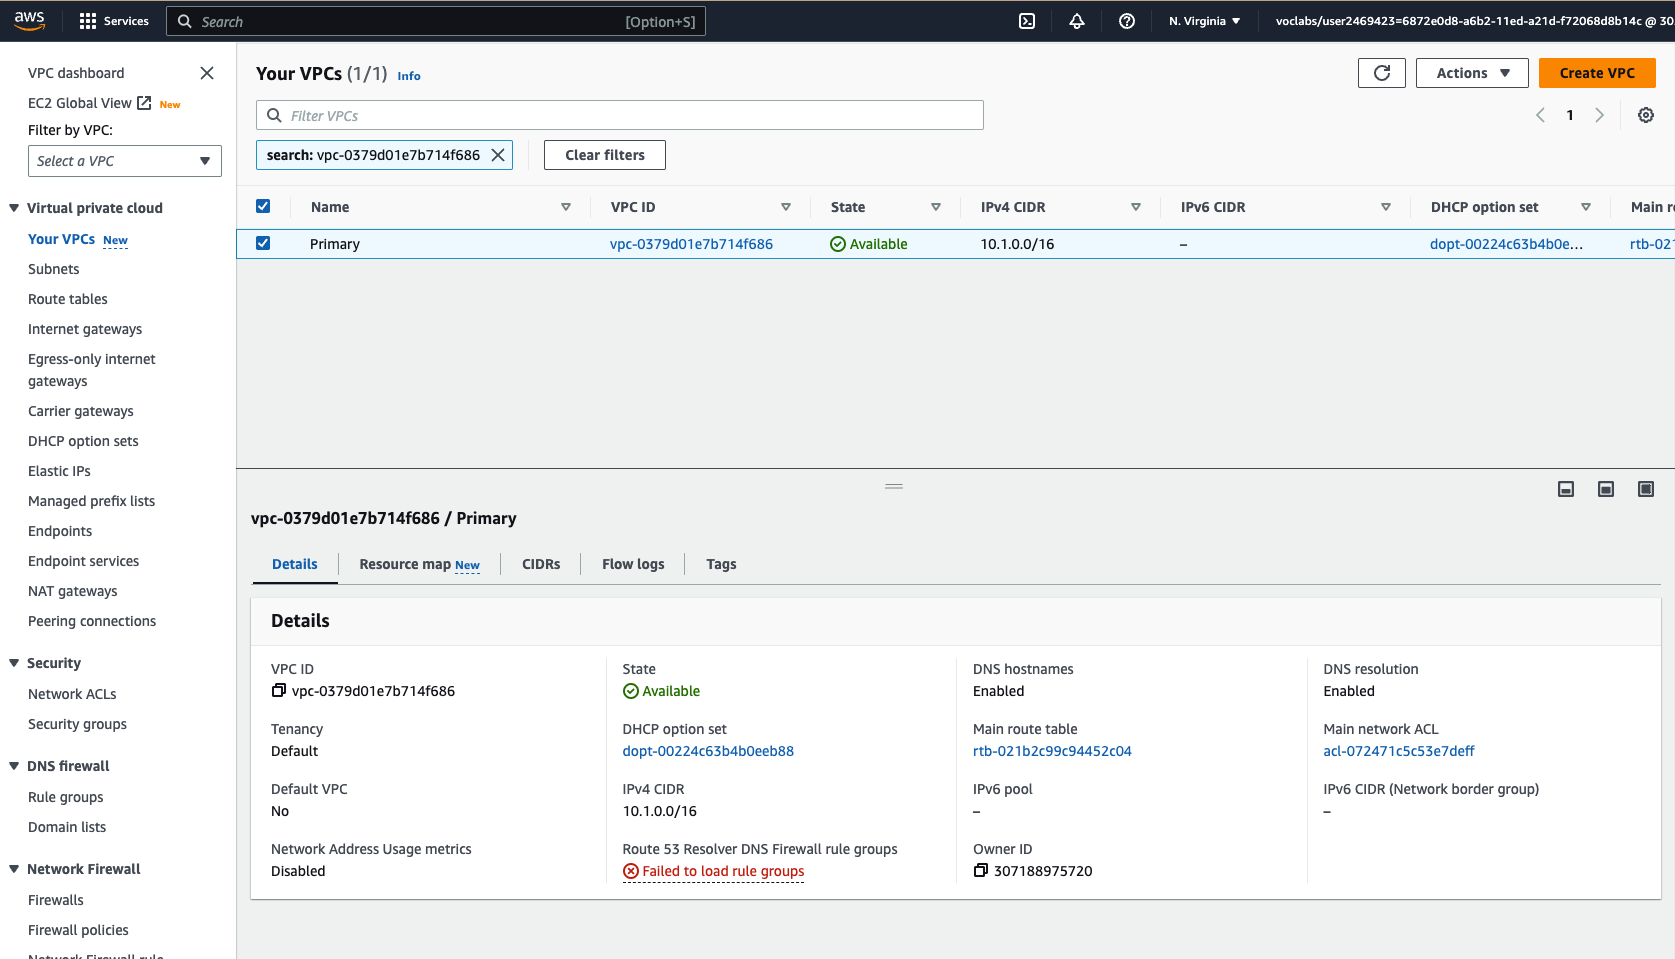 aws
Services
Search
[Option+S]
N. Virginia
voclabs/user2469423=6872e0d8-a6b2-11ed-a21d-f72068d8b14c @ 30
VPC dashboard
EC2 Global View New
Filter by VPC:
Select a VPC
Virtual private cloud
Your VPCs New
Subnets
Route tables
Internet gateways
Egress-only internet
gateways
Carrier gateways
DHCP option sets
Elastic IPs
Managed prefix lists
Endpoints
Endpoint services
NAT gateways
Peering connections
Security
Network ACLs
Security groups
DNS firewall
Rule groups
Domain lists
Network Firewall
Firewalls
Firewall policies
Network Firewall rule
Your VPCs (1/1) Info
Actions
Create VPC
Filter VPCs
1
search: vpc-0379d01e7b714f686
Clear filters
Name VPC ID State IPv4 CIDR IPv6 CIDR DHCP option set Main r
Primary vpc-0379d01e7b714f686 Available 10.1.0.0/16 – dopt-00224c63b4b0e... rtb-021
vpc-0379d01e7b714f686 / Primary
Details Resource map New CIDRs Flow logs Tags
Details
VPC ID
vpc-0379d01e7b714f686
State
Available
DNS hostnames
Enabled
DNS resolution
Enabled
Tenancy
Default
DHCP option set
dopt-00224c63b4b0eeb88
Main route table
rtb-021b2c99c94452c04
Main network ACL
acl-072471c5c53e7deff
Default VPC
No
IPv4 CIDR
10.1.0.0/16
IPv6 pool
–
IPv6 CIDR (Network border group)
–
Network Address Usage metrics
Disabled
Route 53 Resolver DNS Firewall rule groups
Failed to load rule groups
Owner ID
307188975720